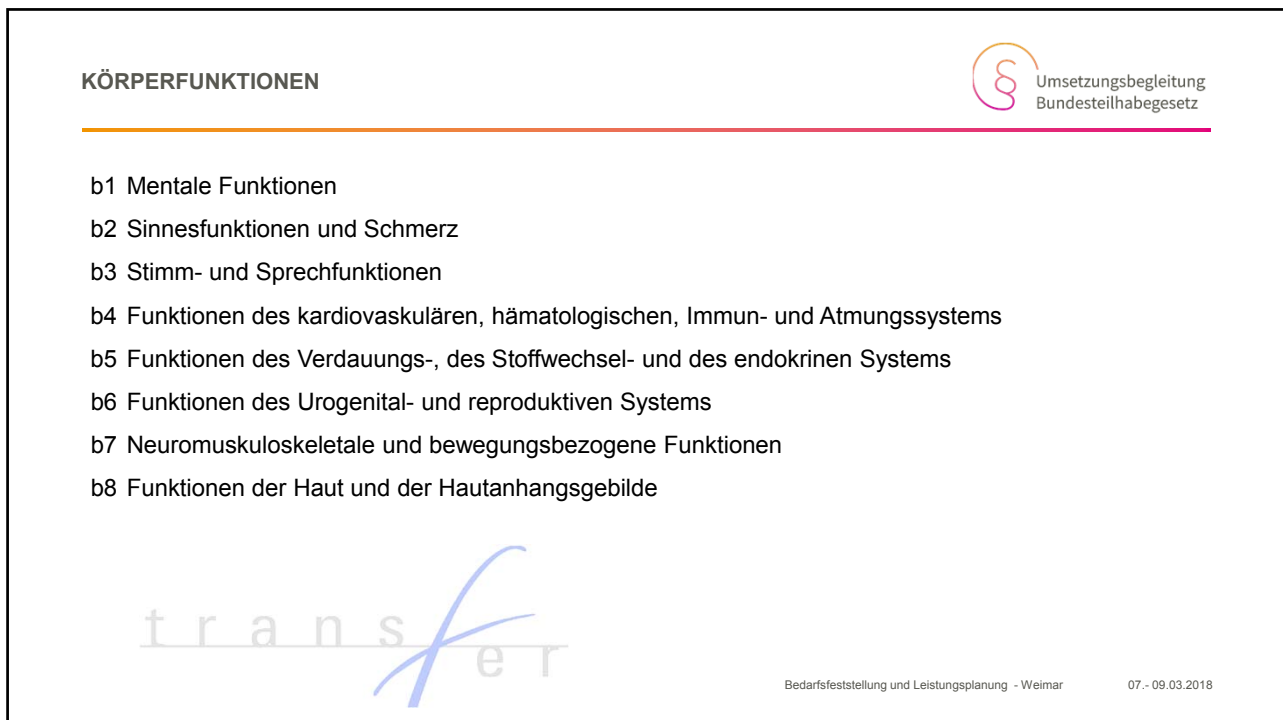 KÖRPERFUNKTIONEN
Umsetzungsbegleitung
Bundesteilhabegesetz
b1 Mentale Funktionen
b2 Sinnesfunktionen und Schmerz
b3 Stimm- und Sprechfunktionen
b4 Funktionen des kardiovaskulären, hämatologischen, Immun- und Atmungssystems
b5 Funktionen des Verdauungs-, des Stoffwechsel- und des endokrinen Systems
b6 Funktionen des Urogenital- und reproduktiven Systems
b7 Neuromuskuloskeletale und bewegungsbezogene Funktionen
b8 Funktionen der Haut und der Hautanhangsgebilde
transfer
Bedarfsfeststellung und Leistungsplanung - Weimar 07.- 09.03.2018